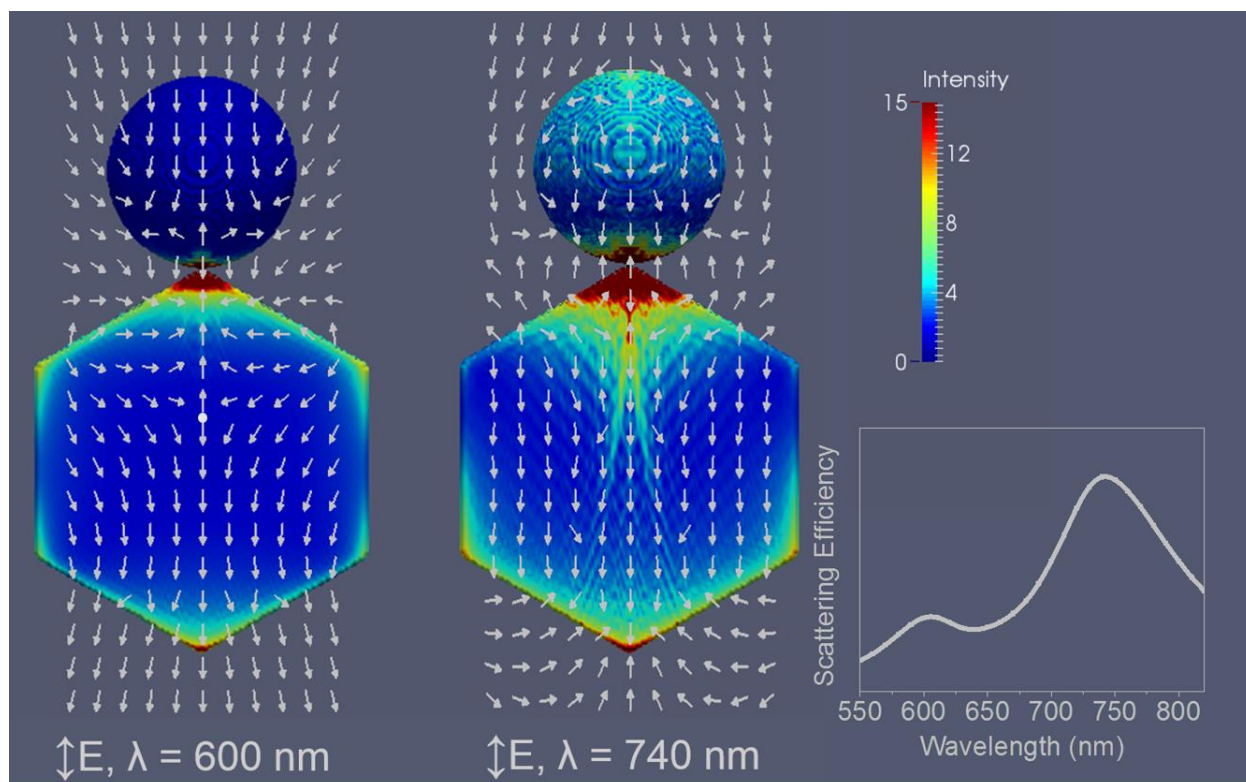 Intensity
15
12
8
4
0
Scattering Efficiency
550 600 650 700 750 800
Wavelength (nm)
↕E, λ = 600 nm
↕E, λ = 740 nm